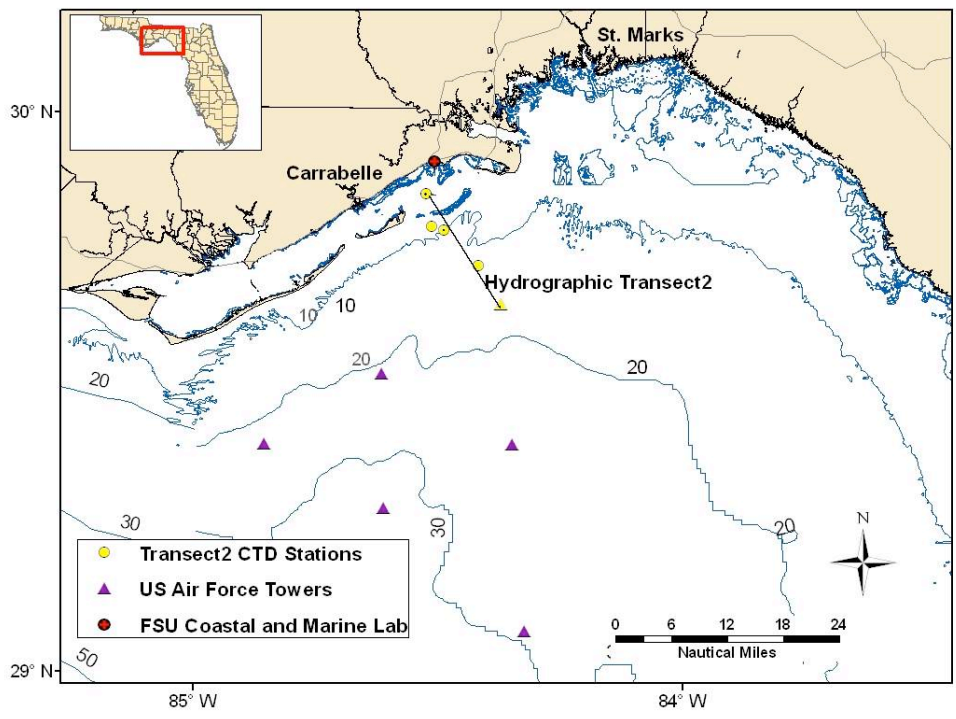 St. Marks
30° N
Carrabelle
Hydrographic Transect2
10
10
20
20
20
20
30
30
N
Transect2 CTD Stations
US Air Force Towers
FSU Coastal and Marine Lab
0 6 12 18 24
Nautical Miles
50
29° N
85° W
84° W